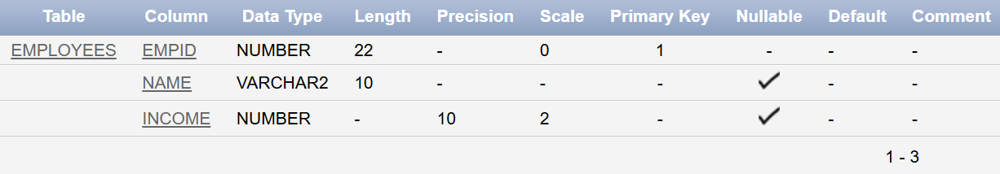 Table Column Data Type Length Precision Scale Primary Key Nullable Default Comment
EMPLOYEES EMPID NUMBER 22 - 0 1 - - -
NAME VARCHAR2 10 - - - - -
INCOME NUMBER - 10 2 - - -
1 - 3